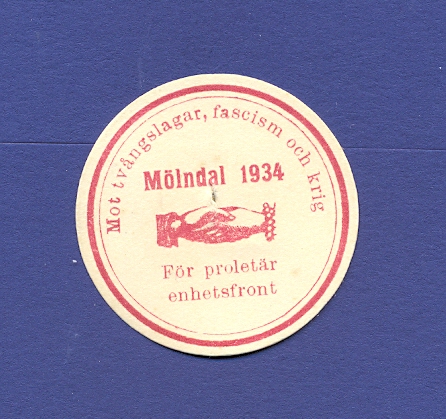 Mot tvångslagar, fascism och krig
Mölndal 1934
För proletär
enhetsfront